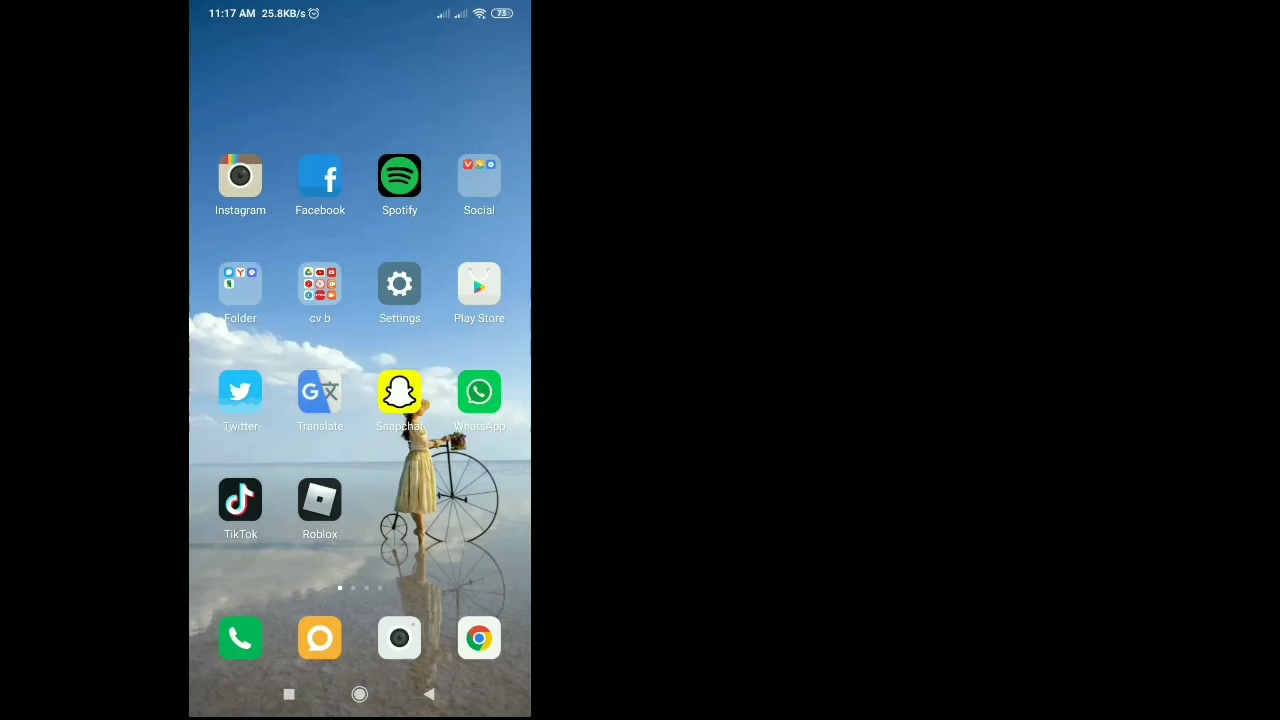 11:17 AM 25.8KB/s 73
Instagram Facebook Spotify Social
Folder cv b Settings Play Store
Twitter Translate Snapchat WhatsApp
TikTok Roblox